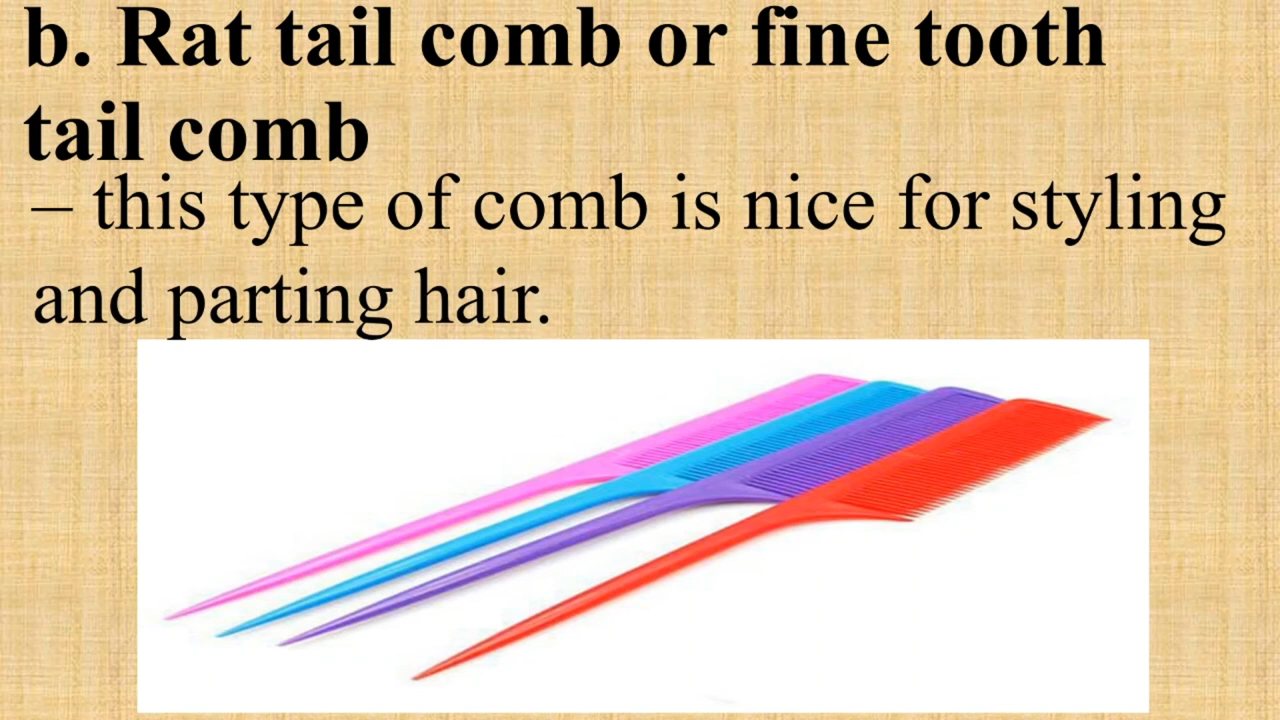 b. Rat tail comb or fine tooth
tail comb
– this type of comb is nice for styling
and parting hair.